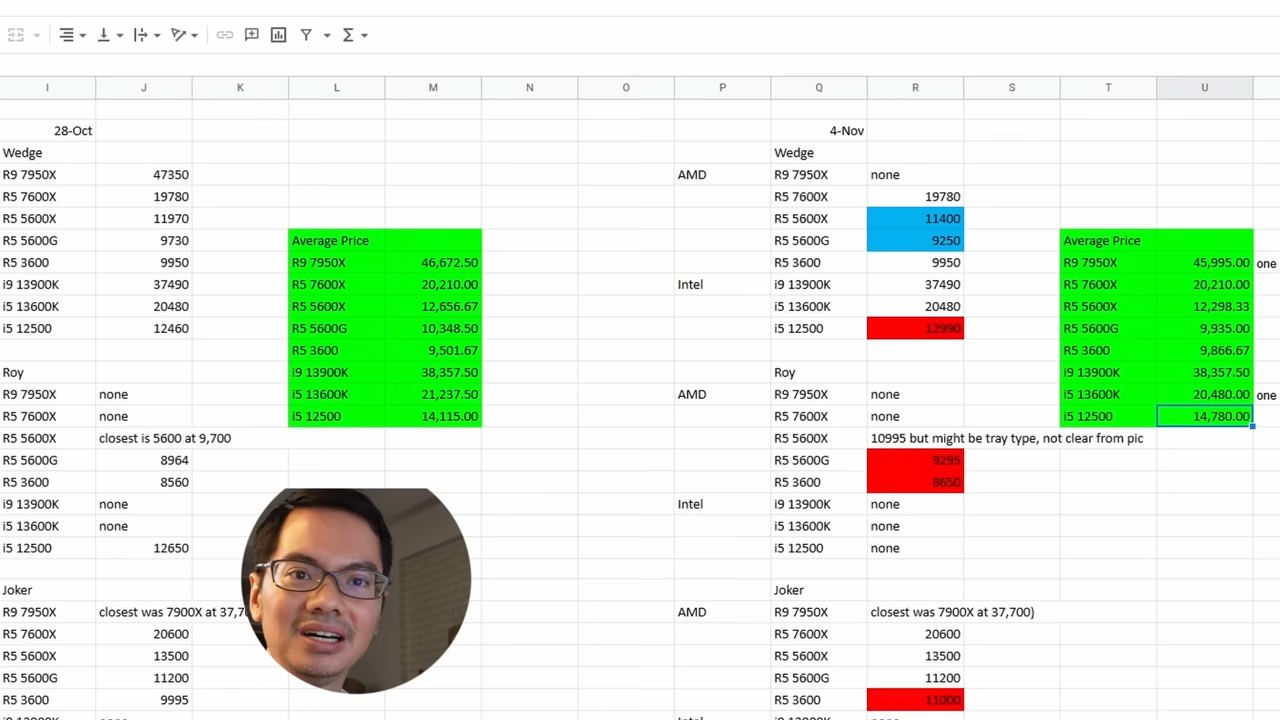 I J K L M N O P Q R S T U
28-Oct 4-Nov
Wedge Wedge
R9 7950X 47350 AMD R9 7950X none
R5 7600X 19780 R5 7600X 19780
R5 5600X 11970 R5 5600X 11400
R5 5600G 9730 Average Price R5 5600G 9250 Average Price
R5 3600 9950 R9 7950X 46,672.50 R5 3600 9950 R9 7950X 45,995.00 one
i9 13900K 37490 R5 7600X 20,210.00 Intel i9 13900K 37490 R5 7600X 20,210.00
i5 13600K 20480 R5 5600X 12,656.67 i5 13600K 20480 R5 5600X 12,298.33
i5 12500 12460 R5 5600G 10,348.50 i5 12500 12990 R5 5600G 9,935.00
R5 3600 9,501.67 R5 3600 9,866.67
Roy i9 13900K 38,357.50 Roy i9 13900K 38,357.50
R9 7950X none i5 13600K 21,237.50 AMD R9 7950X none i5 13600K 20,480.00 one
R5 7600X none i5 12500 14,115.00 R5 7600X none i5 12500 14,780.00
R5 5600X closest is 5600 at 9,700 R5 5600X 10995 but might be tray type, not clear from pic
R5 5600G 8964 R5 5600G 9295
R5 3600 8560 R5 3600 8650
i9 13900K none Intel i9 13900K none
i5 13600K none i5 13600K none
i5 12500 12650 i5 12500 none
Joker Joker
R9 7950X closest was 7900X at 37,70 AMD R9 7950X closest was 7900X at 37,700)
R5 7600X 20600 R5 7600X 20600
R5 5600X 13500 R5 5600X 13500
R5 5600G 11200 R5 5600G 11200
R5 3600 9995 R5 3600 11000